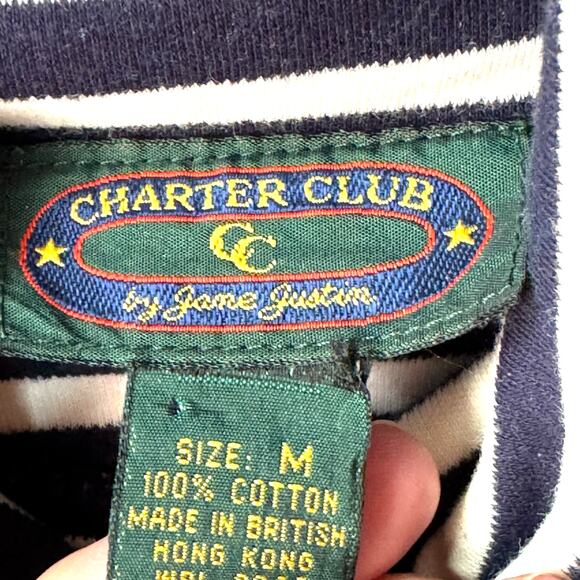 CHARTER CLUB
CC
by Jane Justin
SIZE: M
100% COTTON
MADE IN BRITISH
HONG KONG